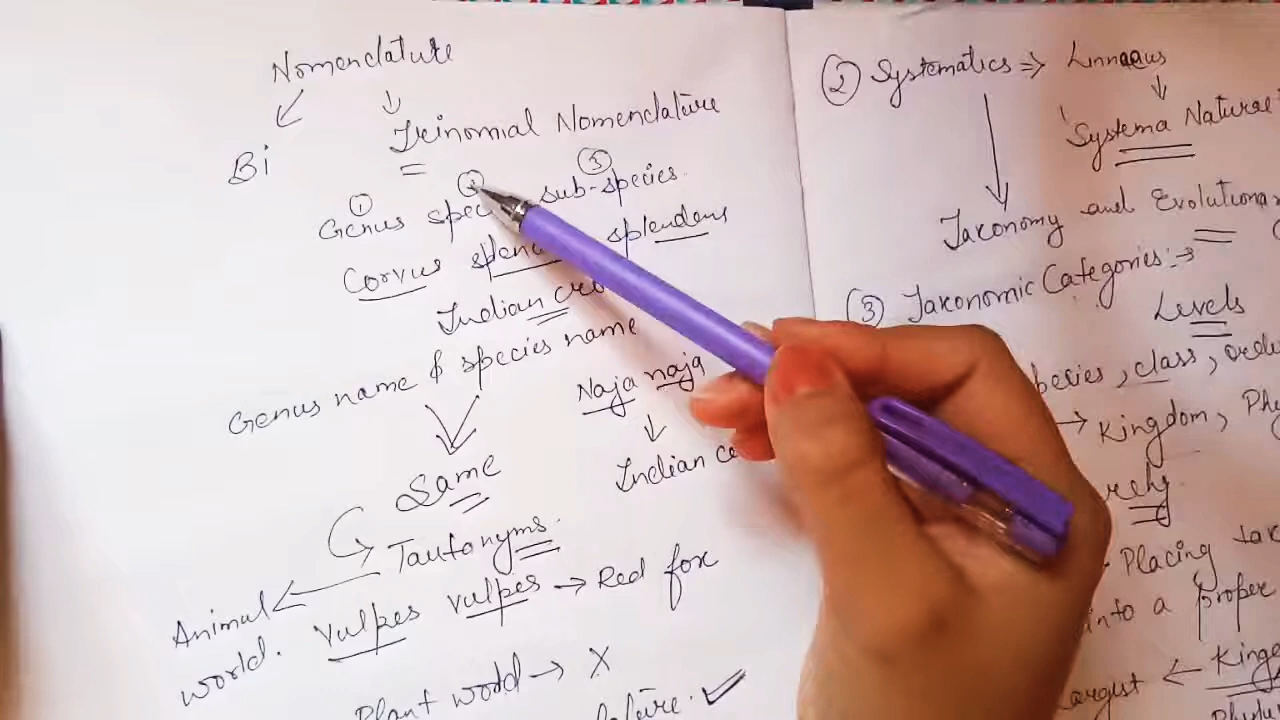 Nomenclature
Bi
Trinomial Nomenclature
① ② ③
Genus sub-species.
Corvus splendens
Indian
Genus name & species name
Same
Naja naja
Indian
Tautonyms.
Animal world.
Vulpes vulpes → Red fox
Plant world → X
② Systematics ⇒ Linnaeus
'Systema Naturae
Taxonomy and Evolutionary
③ Taxonomic Categories :→
Levels
species, class, order
→ Kingdom,
Placing
into a proper
Largest ←